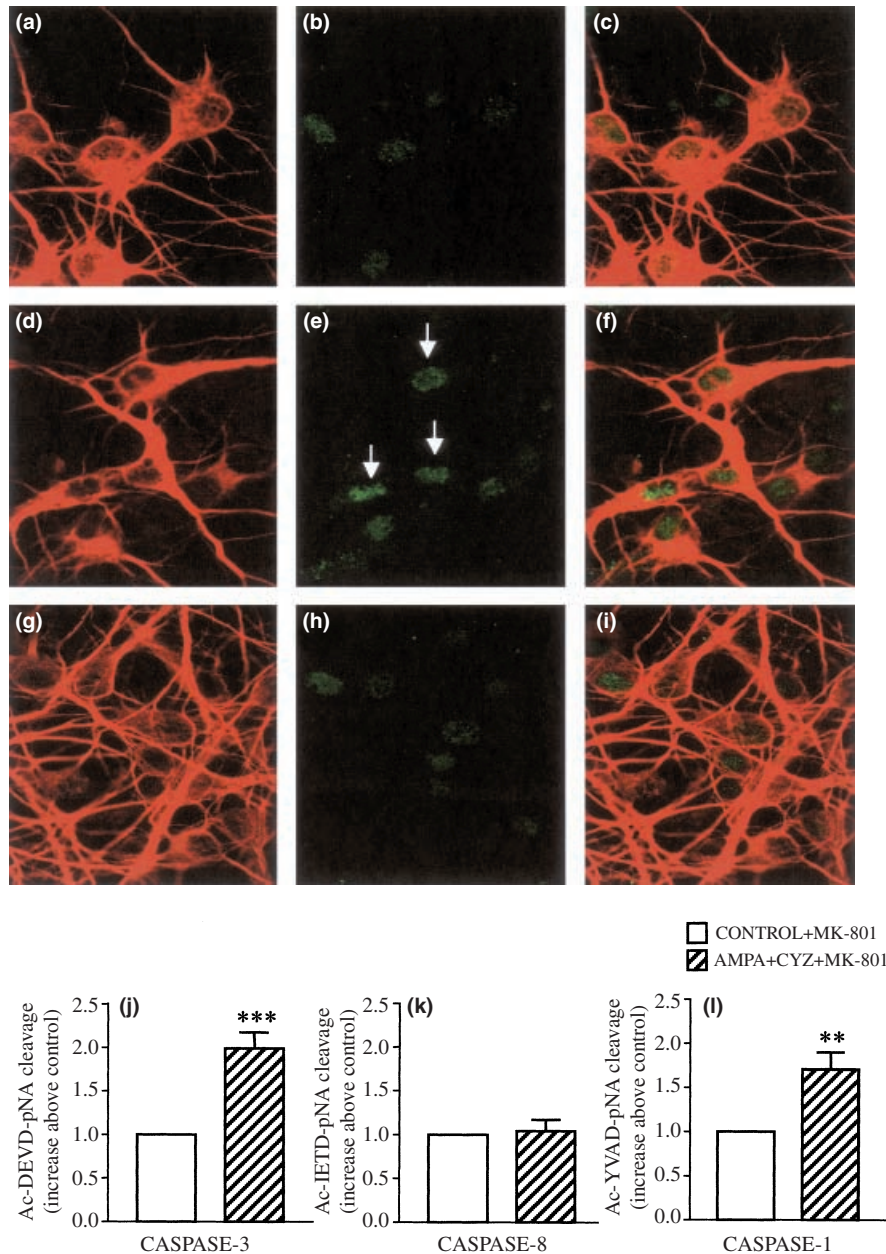 (a)
(b)
(c)
(d)
(e)
(f)
(g)
(h)
(i)
CONTROL+MK-801
AMPA+CYZ+MK-801
(j)
Ac-DEVD-pNA cleavage
(increase above control)
2.5
2.0
1.5
1.0
0.5
0.0
***
CASPASE-3
(k)
Ac-IETD-pNA cleavage
(increase above control)
2.5
2.0
1.5
1.0
0.5
0.0
CASPASE-8
(l)
Ac-YVAD-pNA cleavage
(increase above control)
2.5
2.0
1.5
1.0
0.5
0.0
**
CASPASE-1